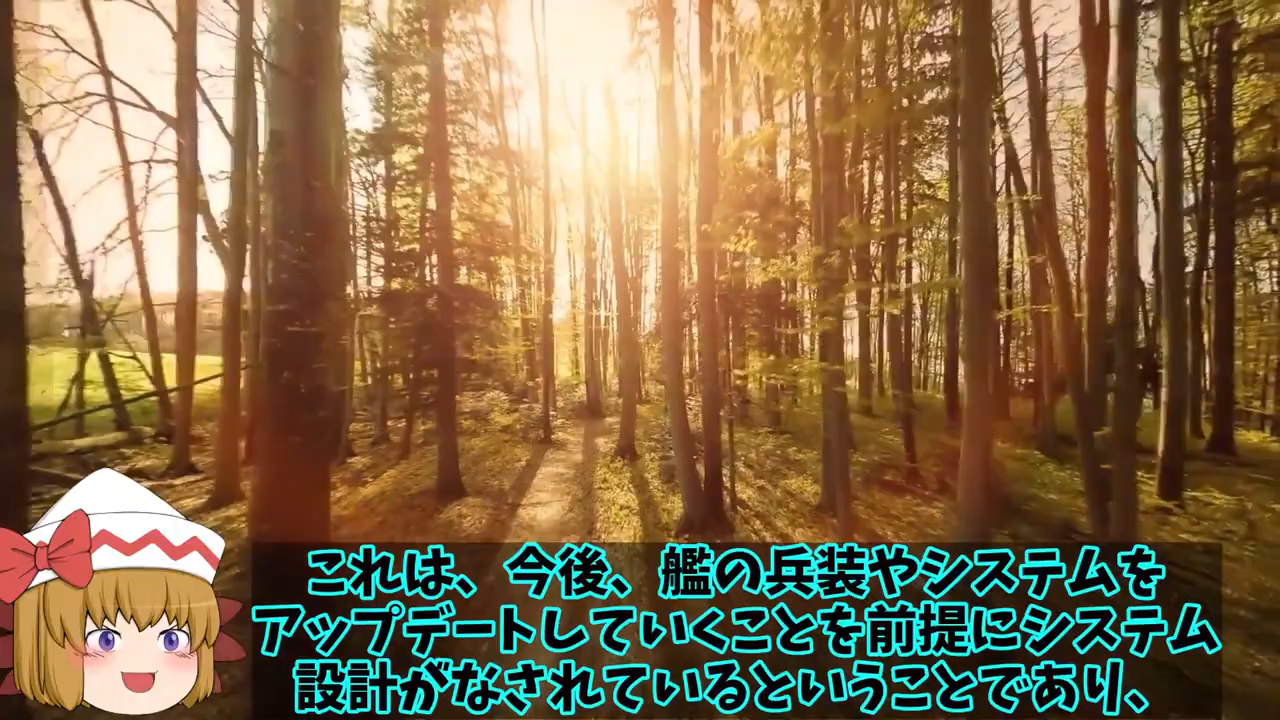 これは、今後、艦の兵装やシステムを
アップデートしていくことを前提にシステム
設計がなされているということであり、